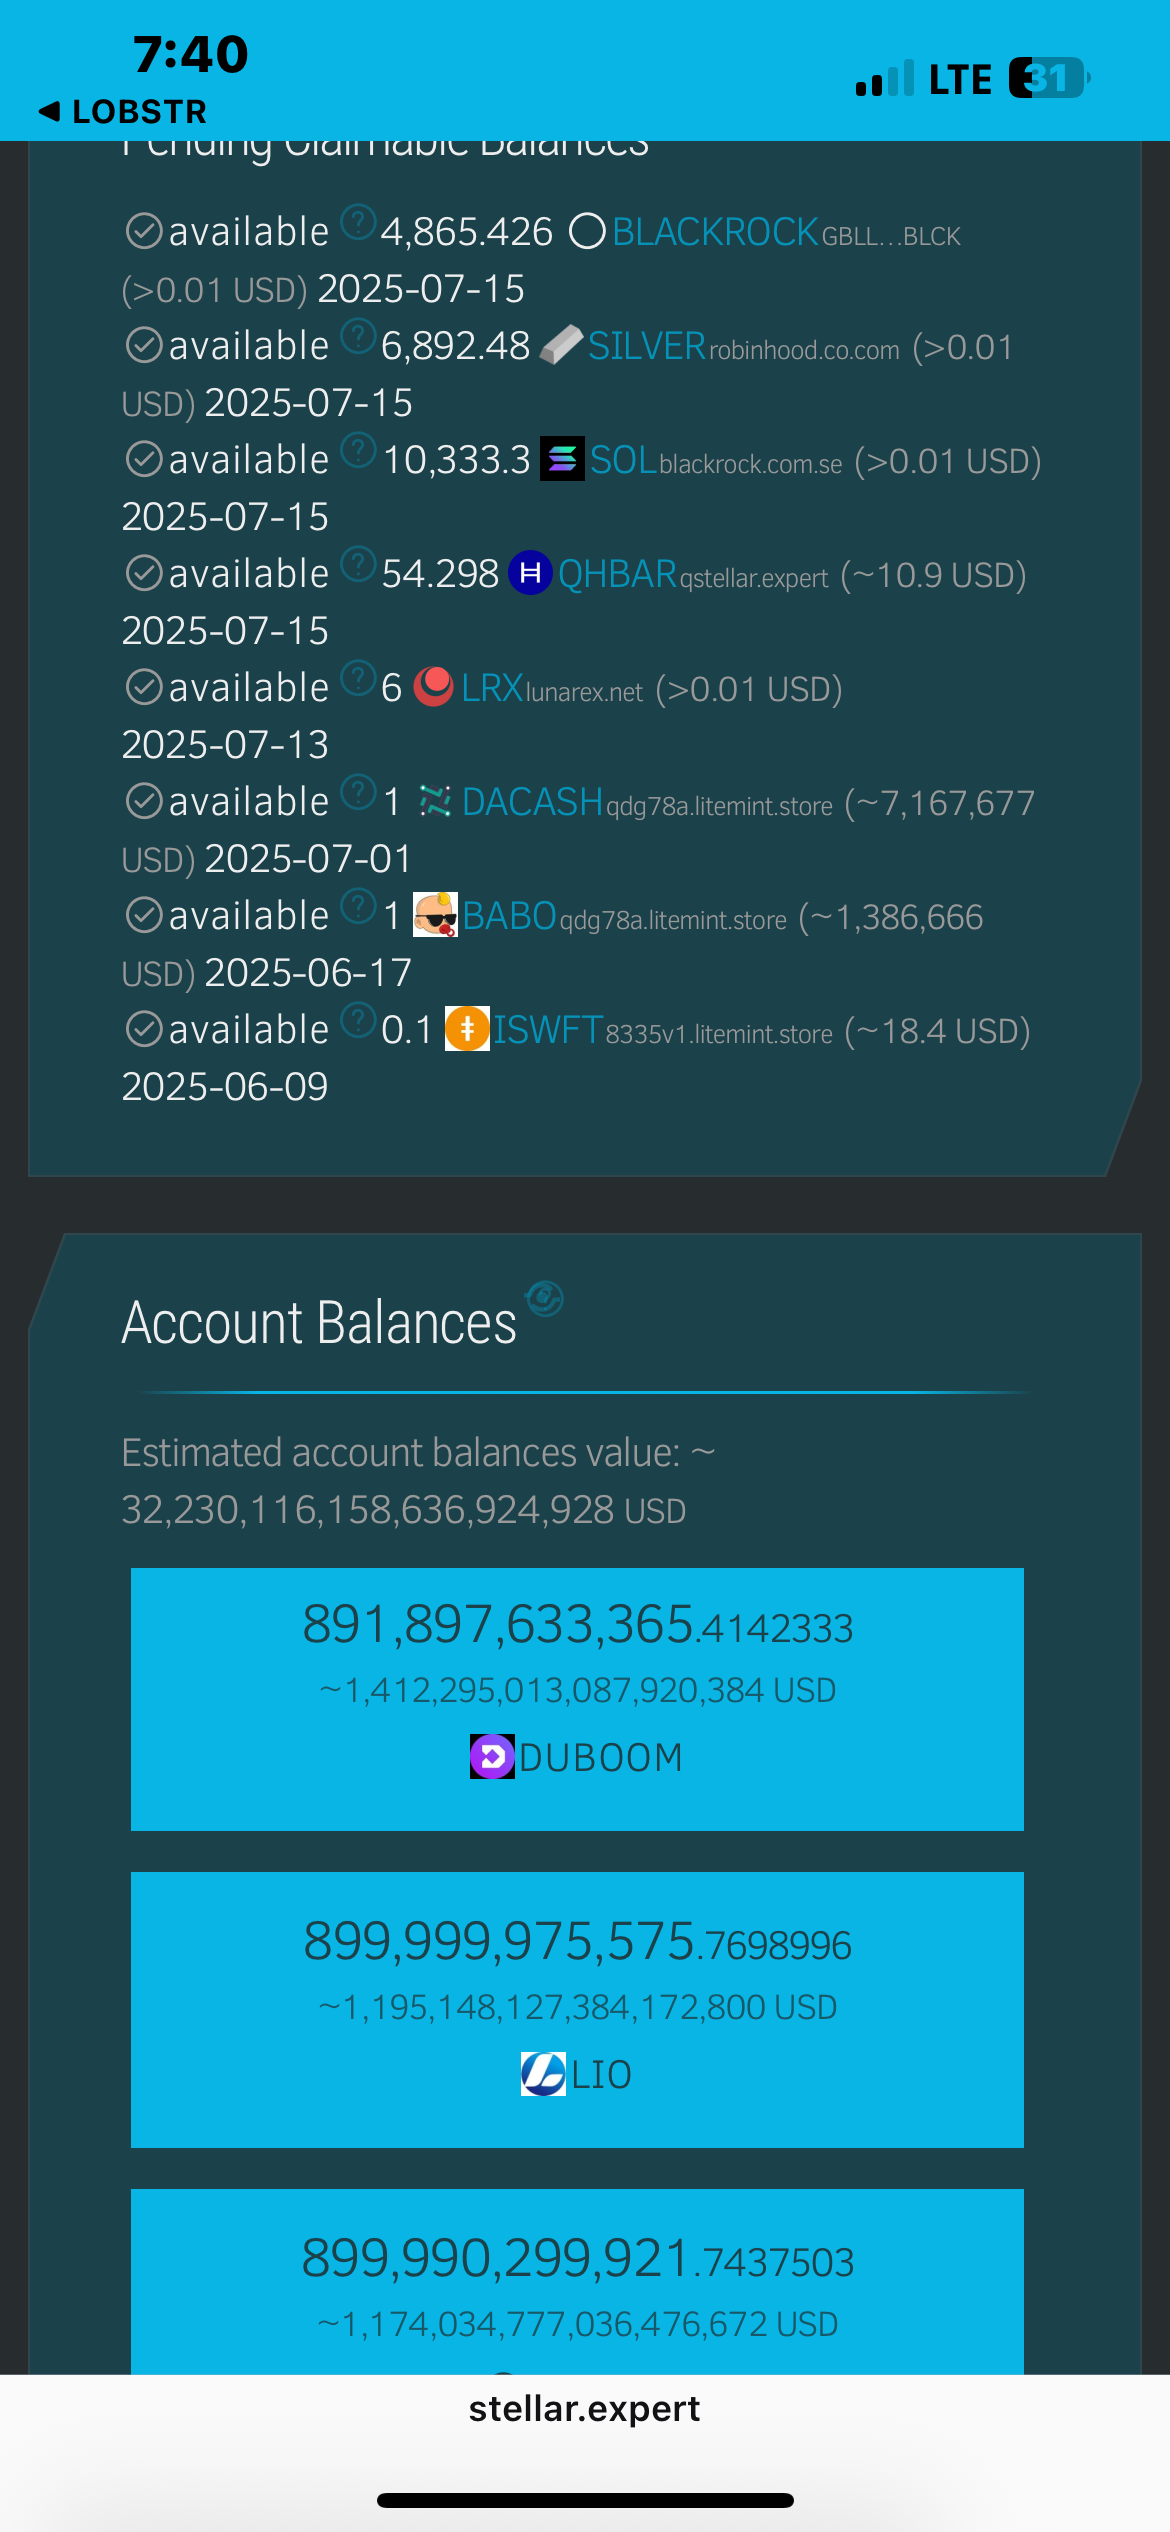 7:40
LTE 31
◀ LOBSTR
Pending Claimable Balances
available ? 4,865.426 BLACKROCK GBLL…BLCK
(>0.01 USD) 2025-07-15
available ? 6,892.48 SILVER robinhood.co.com (>0.01
USD) 2025-07-15
available ? 10,333.3 SOL blackrock.com.se (>0.01 USD)
2025-07-15
available ? 54.298 QHBAR qstellar.expert (~10.9 USD)
2025-07-15
available ? 6 LRX lunarex.net (>0.01 USD)
2025-07-13
available ? 1 DACASH qdg78a.litemint.store (~7,167,677
USD) 2025-07-01
available ? 1 BABO qdg78a.litemint.store (~1,386,666
USD) 2025-06-17
available ? 0.1 ISWFT 8335v1.litemint.store (~18.4 USD)
2025-06-09
Account Balances
Estimated account balances value: ~
32,230,116,158,636,924,928 USD
891,897,633,365.4142333
~1,412,295,013,087,920,384 USD
DUBOOM
899,999,975,575.7698996
~1,195,148,127,384,172,800 USD
LIO
899,990,299,921.7437503
~1,174,034,777,036,476,672 USD
stellar.expert